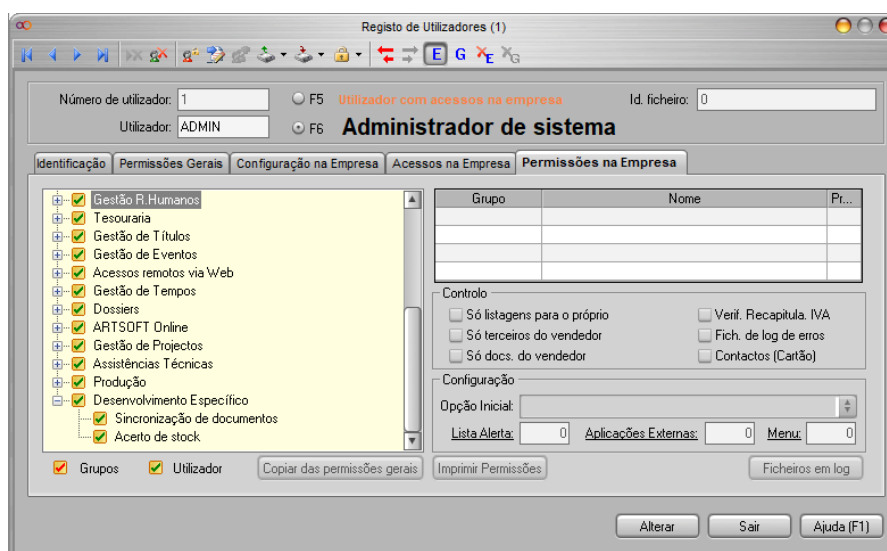 Registo de Utilizadores (1)
E G XE XG
Número de utilizador: 1 F5 Utilizador com acessos na empresa Id. ficheiro: 0
Utilizador: ADMIN F6 Administrador de sistema
Identificação Permissões Gerais Configuração na Empresa Acessos na Empresa Permissões na Empresa
Gestão R.Humanos
Tesouraria
Gestão de Títulos
Gestão de Eventos
Acessos remotos via Web
Gestão de Tempos
Dossiers
ARTSOFT Online
Gestão de Projectos
Assistências Técnicas
Produção
Desenvolvimento Específico
Sincronização de documentos
Acerto de stock
Grupos Utilizador Copiar das permissões gerais
Grupo Nome Pr...
Controlo
Só listagens para o próprio Verif. Recapitula. IVA
Só terceiros do vendedor Fich. de log de erros
Só docs. do vendedor Contactos (Cartão)
Configuração
Opção Inicial:
Lista Alerta: 0 Aplicações Externas: 0 Menu: 0
Imprimir Permissões Ficheiros em log
Alterar Sair Ajuda (F1)